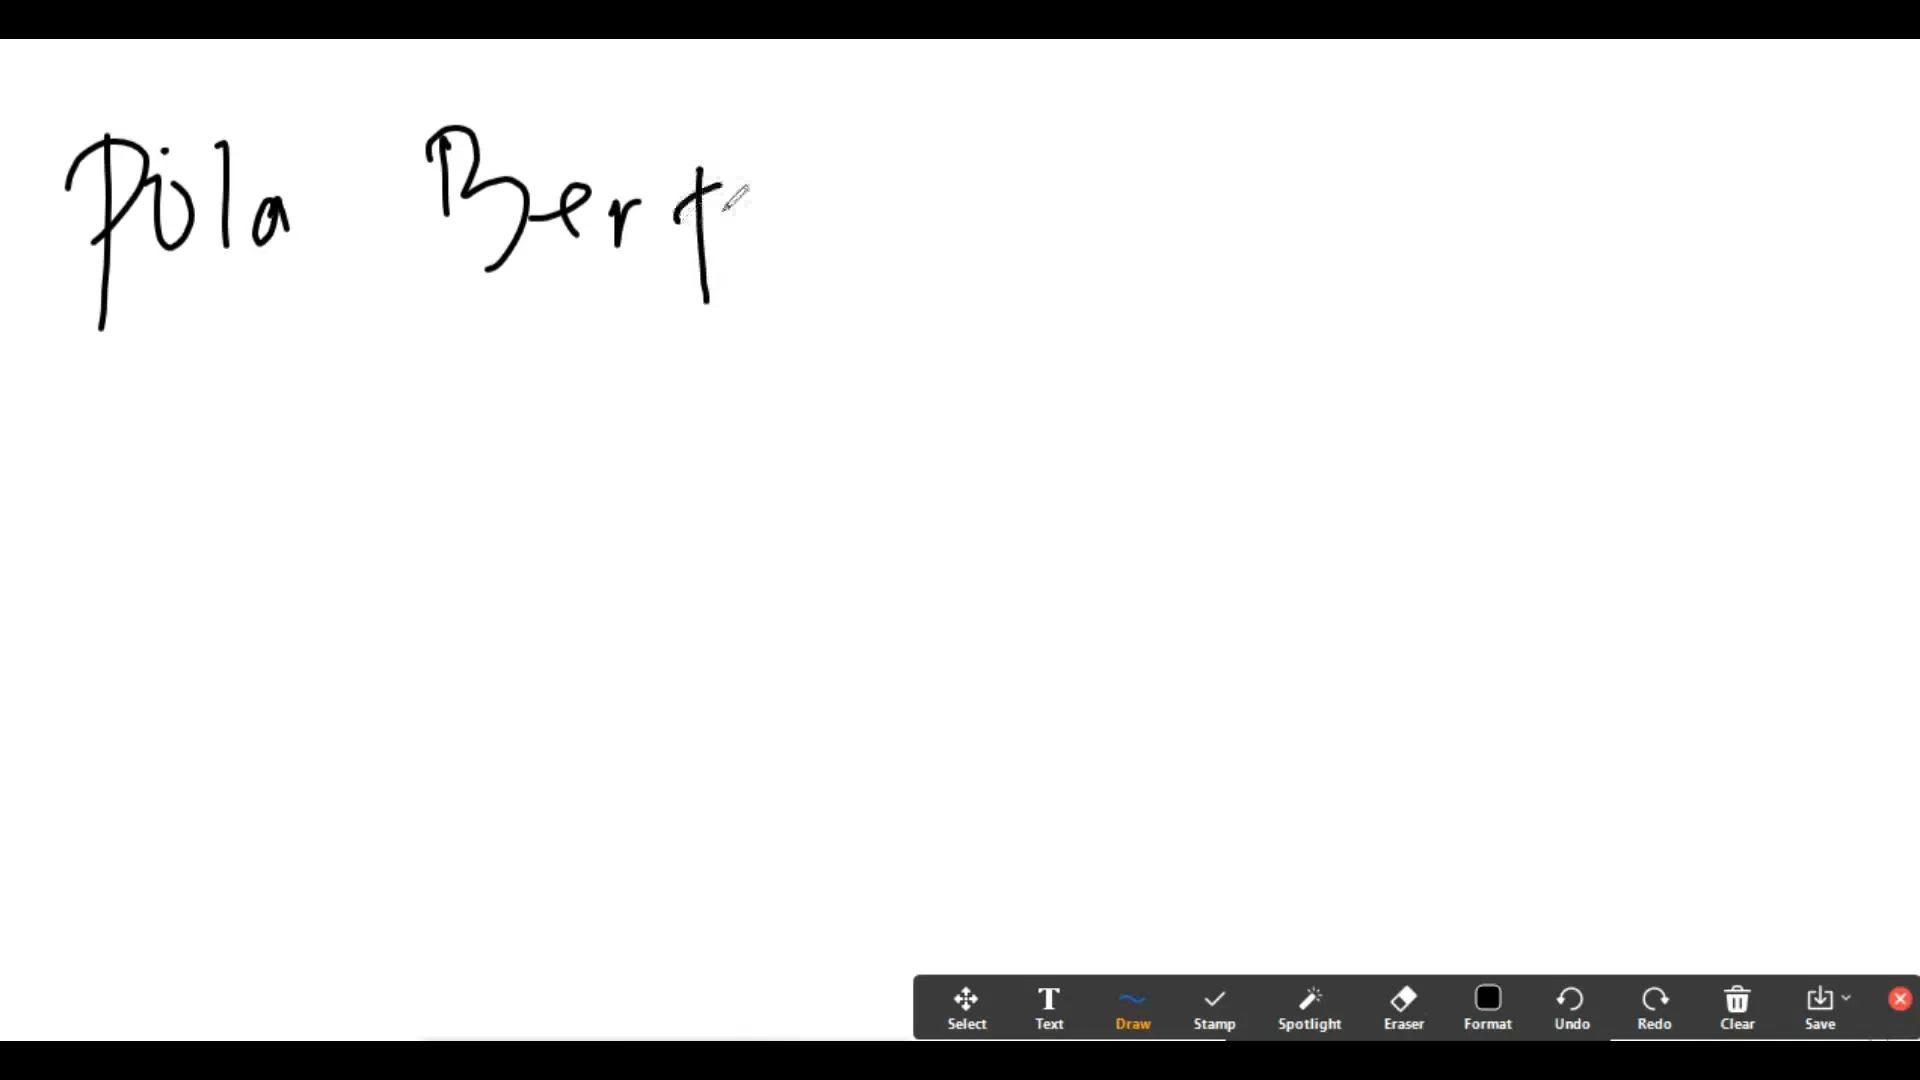 Pola Bert
Select Text Draw Stamp Spotlight Eraser Format Undo Redo Clear Save